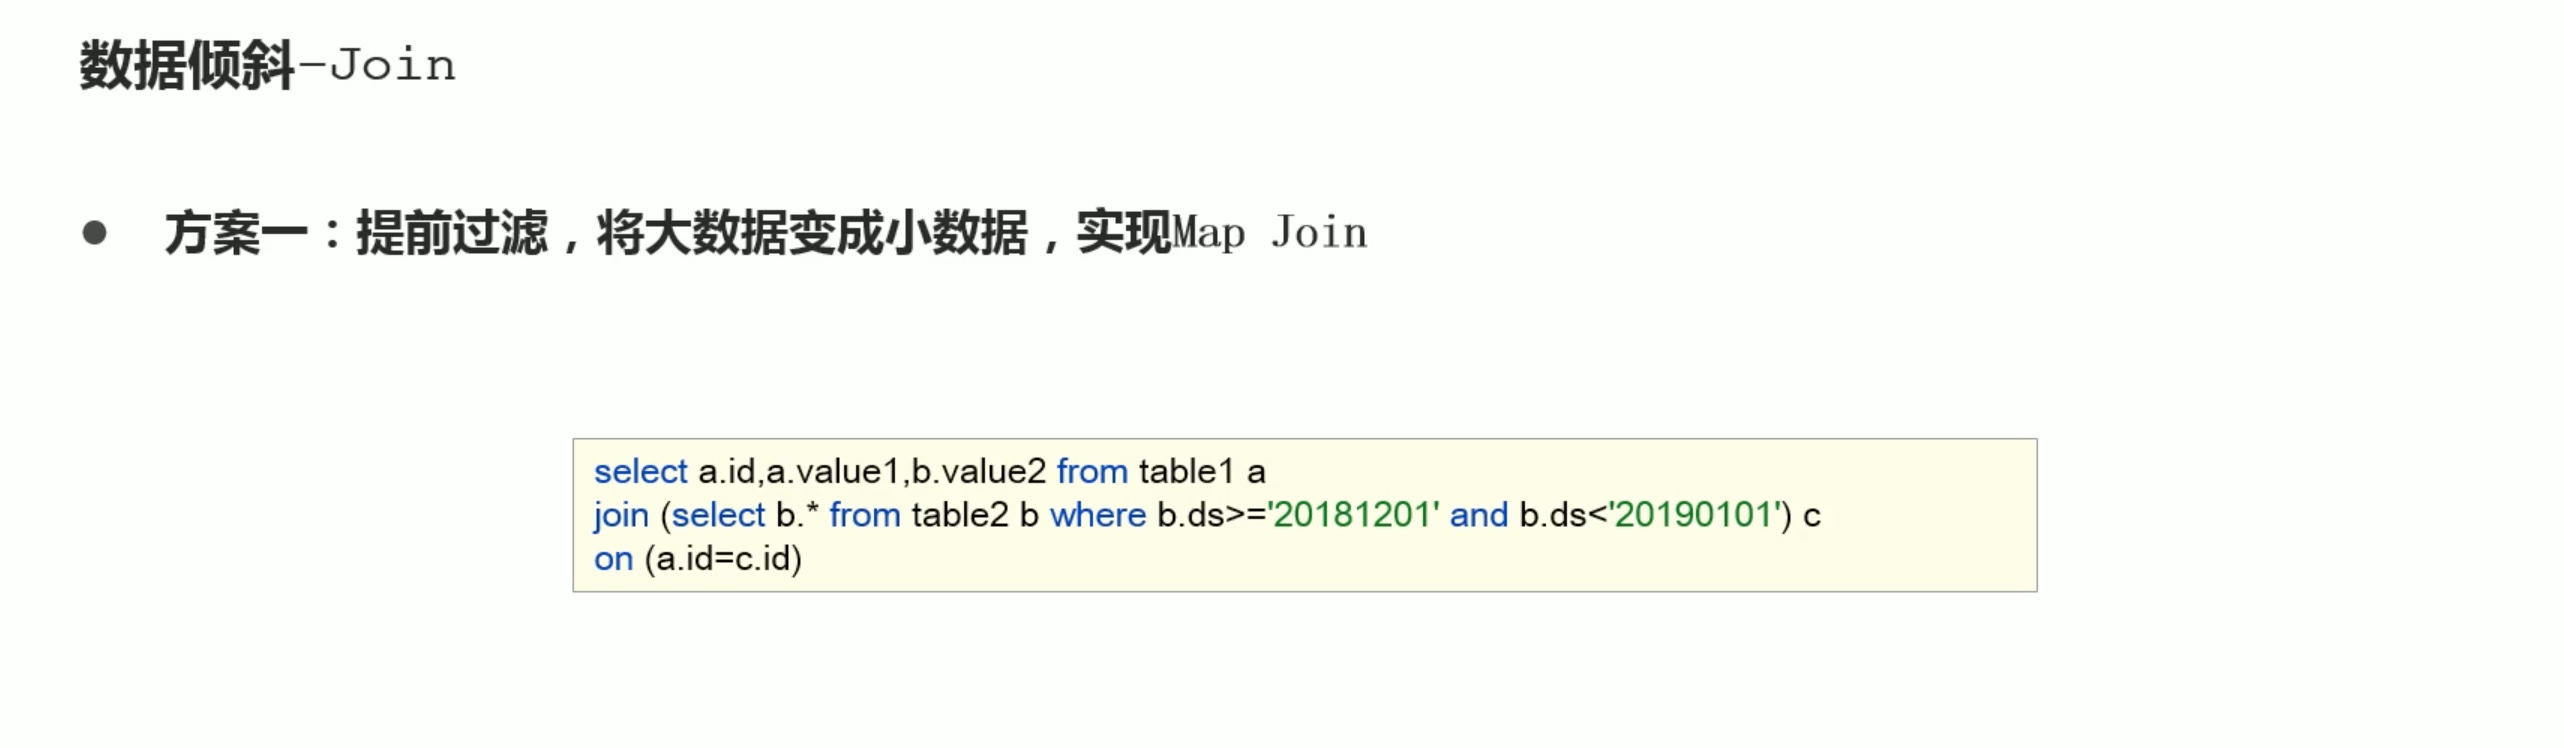 数据倾斜-Join
● 方案一：提前过滤，将大数据变成小数据，实现Map Join
select a.id,a.value1,b.value2 from table1 a
join (select b.* from table2 b where b.ds>='20181201' and b.ds<'20190101') c
on (a.id=c.id)